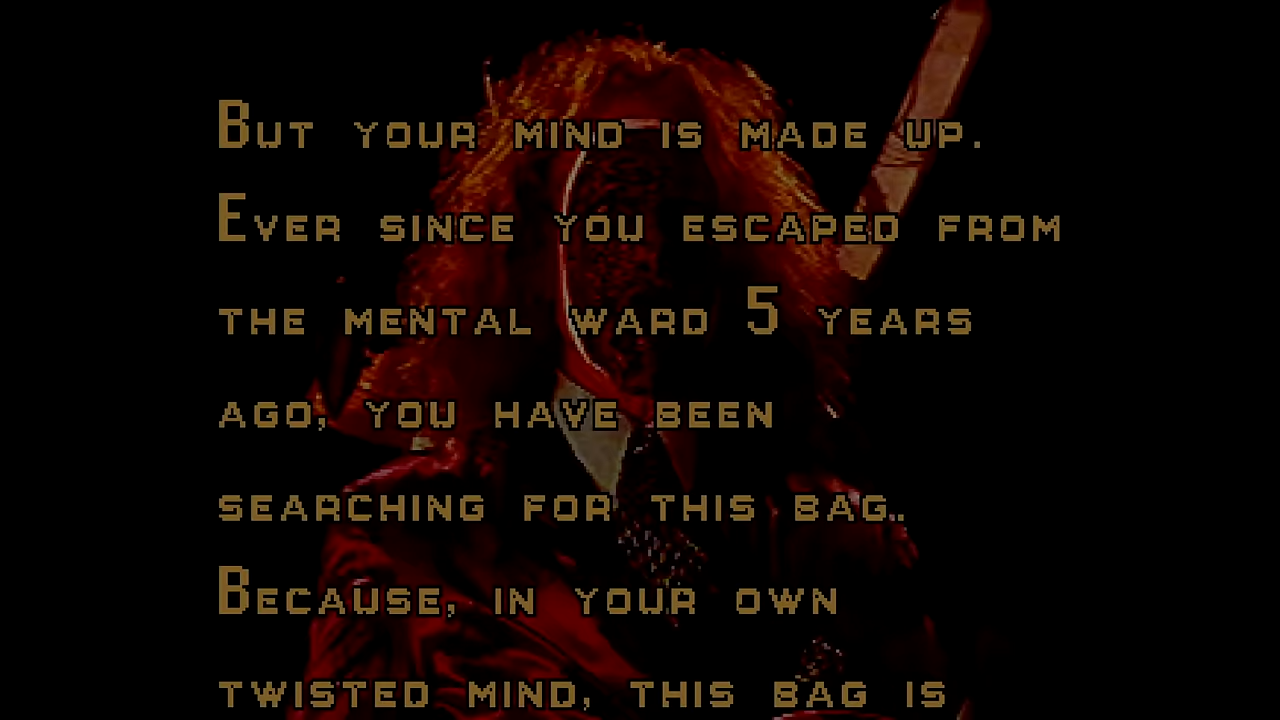 But your mind is made up.
Ever since you escaped from
the mental ward 5 years
ago, you have been
searching for this bag..
Because, in your own
twisted mind, this bag is